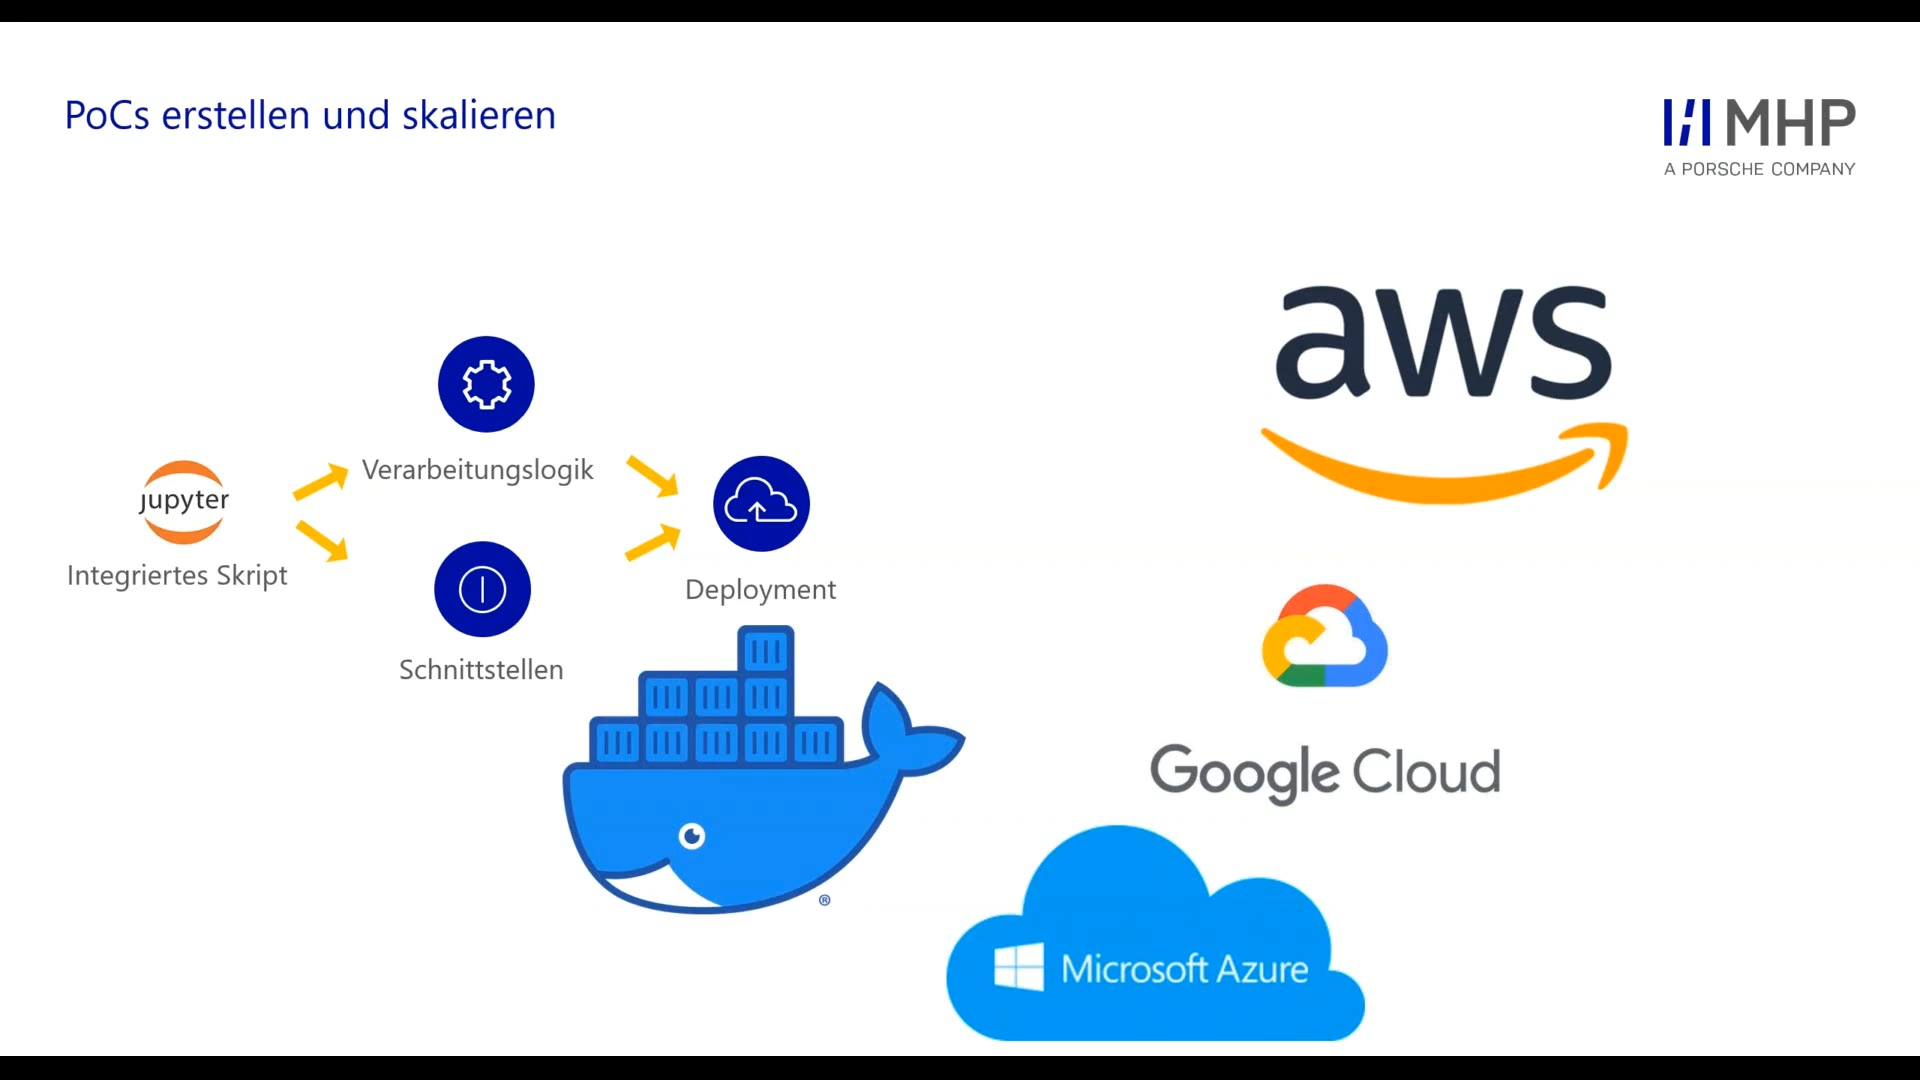 PoCs erstellen und skalieren
MHP
A PORSCHE COMPANY
aws
Verarbeitungslogik
jupyter
Integriertes Skript
Deployment
Schnittstellen
Google Cloud
®
Microsoft Azure